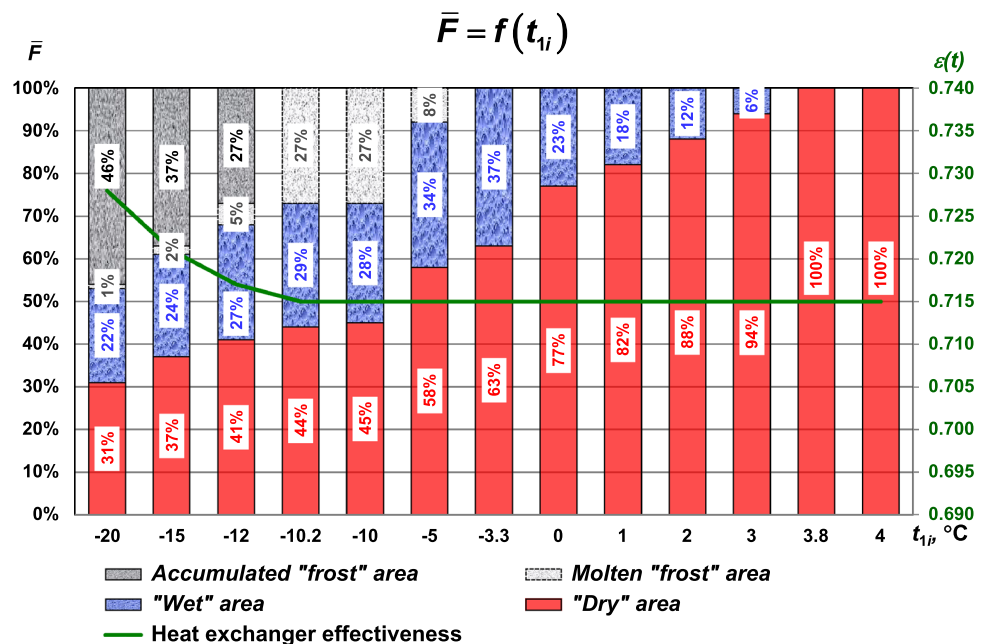 F̅ = f(t₁ᵢ)
F̅
ε(t)
100% 0.740
90% 0.735
80% 0.730
70% 0.725
60% 0.720
50% 0.715
40% 0.710
30% 0.705
20% 0.700
10% 0.695
0% 0.690
46% 37% 27% 27% 27% 8%
1% 2% 5%
22% 24% 27% 29% 28% 34% 37% 23% 18% 12% 6%
31% 37% 41% 44% 45% 58% 63% 77% 82% 88% 94% 100% 100%
-20 -15 -12 -10.2 -10 -5 -3.3 0 1 2 3 3.8 4 t₁ᵢ, °C
Accumulated "frost" area Molten "frost" area
"Wet" area "Dry" area
Heat exchanger effectiveness